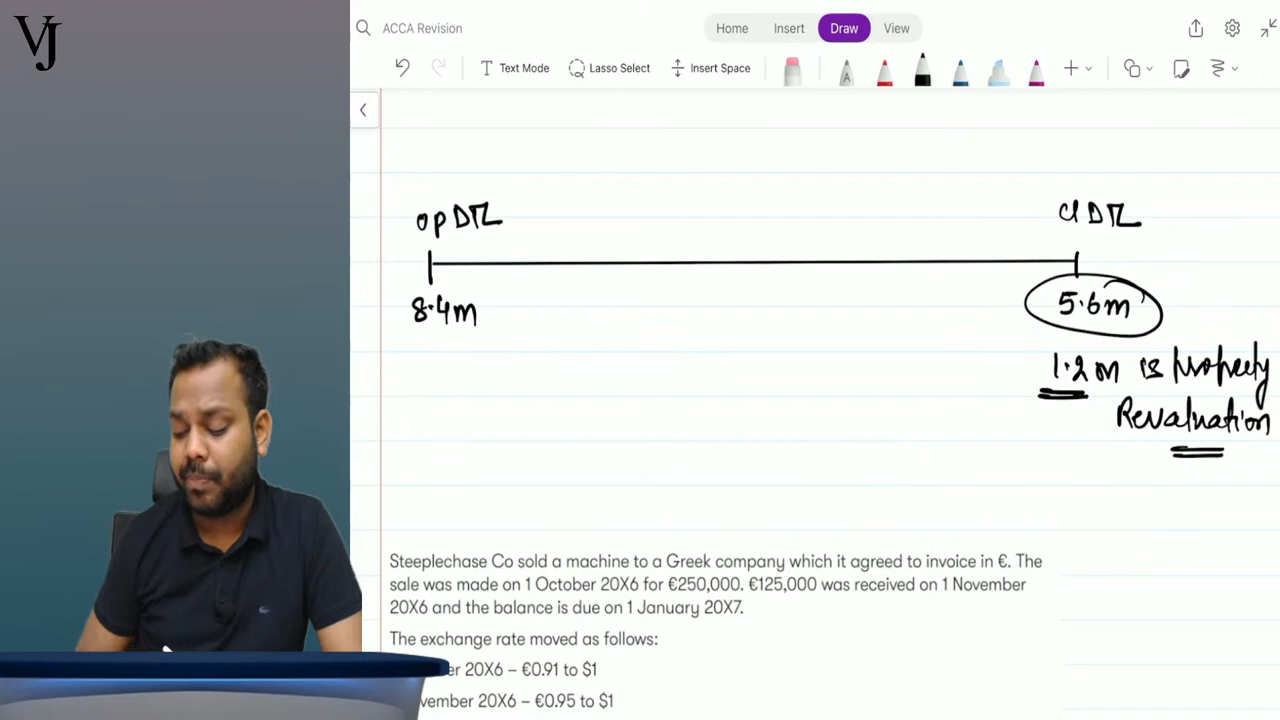 VJ
ACCA Revision
Home Insert Draw View
Text Mode Lasso Select Insert Space
A
op DTL
cl DTL
8.4m
5.6m
1.2m is Property
Revaluation
Steeplechase Co sold a machine to a Greek company which it agreed to invoice in €. The
sale was made on 1 October 20X6 for €250,000. €125,000 was received on 1 November
20X6 and the balance is due on 1 January 20X7.
The exchange rate moved as follows:
er 20X6 – €0.91 to $1
vember 20X6 – €0.95 to $1